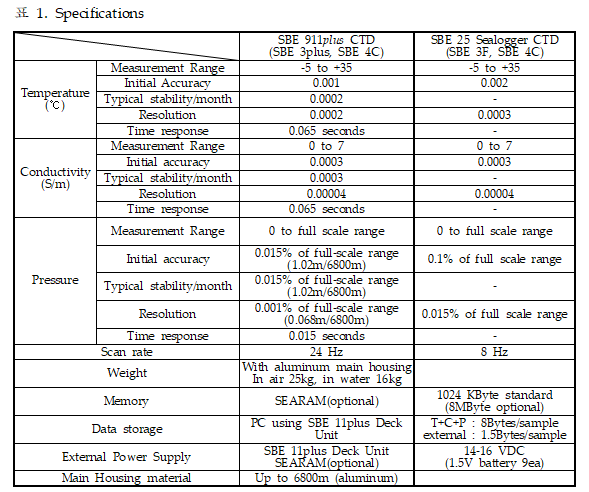 표 1. Specifications
SBE 911plus CTD
(SBE 3plus, SBE 4C)
SBE 25 Sealogger CTD
(SBE 3F, SBE 4C)
Temperature
(℃)
Measurement Range
-5 to +35
-5 to +35
Initial Accuracy
0.001
0.002
Typical stability/month
0.0002
-
Resolution
0.0002
0.0003
Time response
0.065 seconds
-
Conductivity
(S/m)
Measurement Range
0 to 7
0 to 7
Initial accuracy
0.0003
0.0003
Typical stability/month
0.0003
-
Resolution
0.00004
0.00004
Time response
0.065 seconds
-
Pressure
Measurement Range
0 to full scale range
0 to full scale range
Initial accuracy
0.015% of full-scale range
(1.02m/6800m)
0.1% of full scale range
Typical stability/month
0.015% of full-scale range
(1.02m/6800m)
-
Resolution
0.001% of full-scale range
(0.068m/6800m)
0.015% of full scale range
Time response
0.015 seconds
-
Scan rate
24 Hz
8 Hz
Weight
With aluminum main housing
In air 25kg, in water 16kg
Memory
SEARAM(optional)
1024 KByte standard
(8MByte optional)
Data storage
PC using SBE 11plus Deck
Unit
T+C+P : 8Bytes/sample
external : 1.5Bytes/sample
External Power Supply
SBE 11plus Deck Unit
SEARAM(optional)
14-16 VDC
(1.5V battery 9ea)
Main Housing material
Up to 6800m (aluminum)